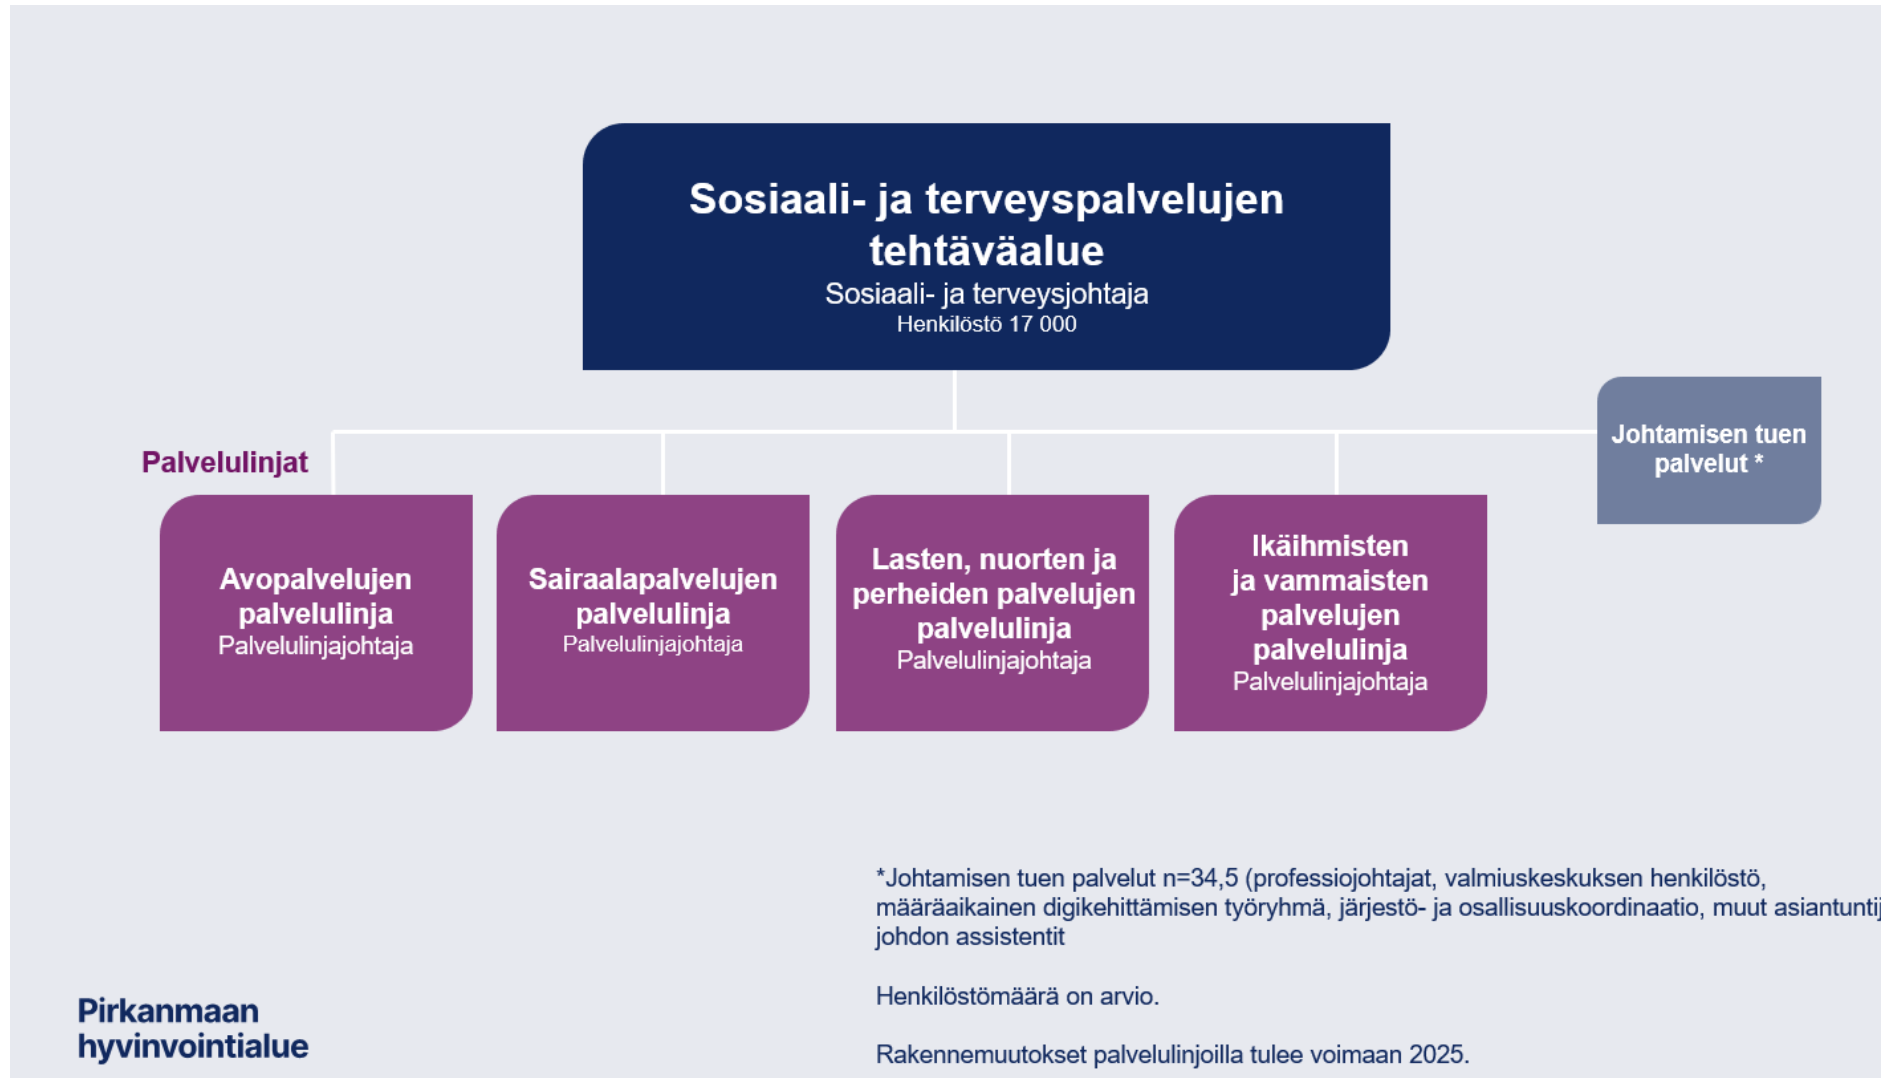 Sosiaali- ja terveyspalvelujen
tehtäväalue
Sosiaali- ja terveysjohtaja
Henkilöstö 17 000
Johtamisen tuen
palvelut *
Palvelulinjat
Avopalvelujen
palvelulinja
Palvelulinjajohtaja
Sairaalapalvelujen
palvelulinja
Palvelulinjajohtaja
Lasten, nuorten ja
perheiden palvelujen
palvelulinja
Palvelulinjajohtaja
Ikäihmisten
ja vammaisten
palvelujen
palvelulinja
Palvelulinjajohtaja
*Johtamisen tuen palvelut n=34,5 (professiojohtajat, valmiuskeskuksen henkilöstö,
määräaikainen digikehittämisen työryhmä, järjestö- ja osallisuuskoordinaatio, muut
johdon assistentit
Henkilöstömäärä on arvio.
Rakennemuutokset palvelulinjoilla tulee voimaan 2025.
Pirkanmaan
hyvinvointialue